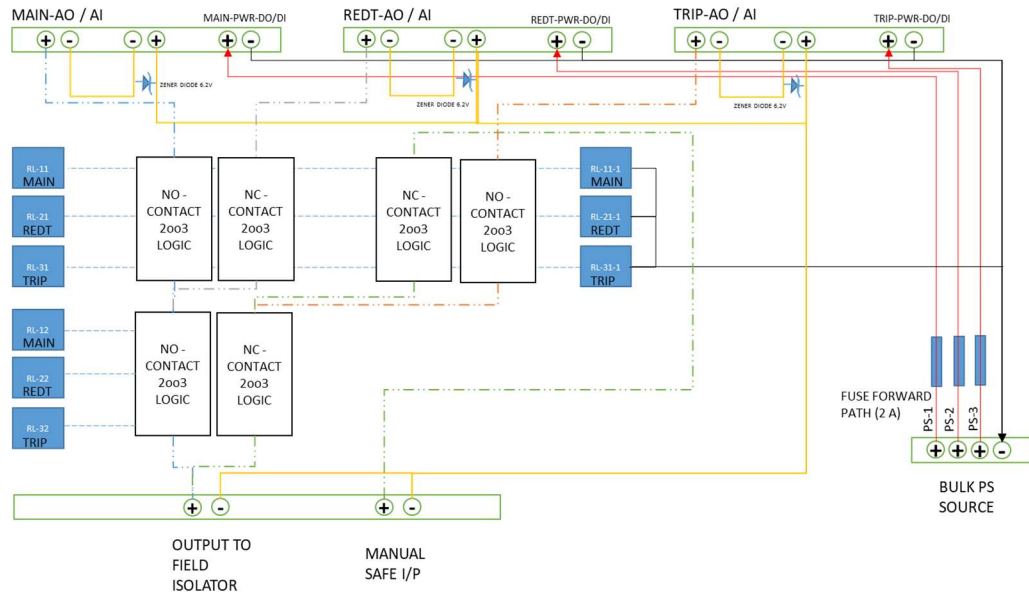 MAIN-AO / AI
MAIN-PWR-DO/DI
REDT-AO / AI
REDT-PWR-DO/DI
TRIP-AO / AI
TRIP-PWR-DO/DI
+ - - + + -
+ - - + + -
+ - - + + -
ZENER DIODE 6.2V
ZENER DIODE 6.2V
ZENER DIODE 6.2V
RL-11
MAIN
RL-21
REDT
RL-31
TRIP
NO -
CONTACT
2oo3
LOGIC
NC -
CONTACT
2oo3
LOGIC
NC -
CONTACT
2oo3
LOGIC
NO -
CONTACT
2oo3
LOGIC
RL-11-1
MAIN
RL-21-1
REDT
RL-31-1
TRIP
RL-12
MAIN
RL-22
REDT
RL-32
TRIP
NO -
CONTACT
2oo3
LOGIC
NC -
CONTACT
2oo3
LOGIC
FUSE FORWARD
PATH (2 A)
PS-1
PS-2
PS-3
+ + + -
BULK PS
SOURCE
+ - + -
OUTPUT TO
FIELD
ISOLATOR
MANUAL
SAFE I/P